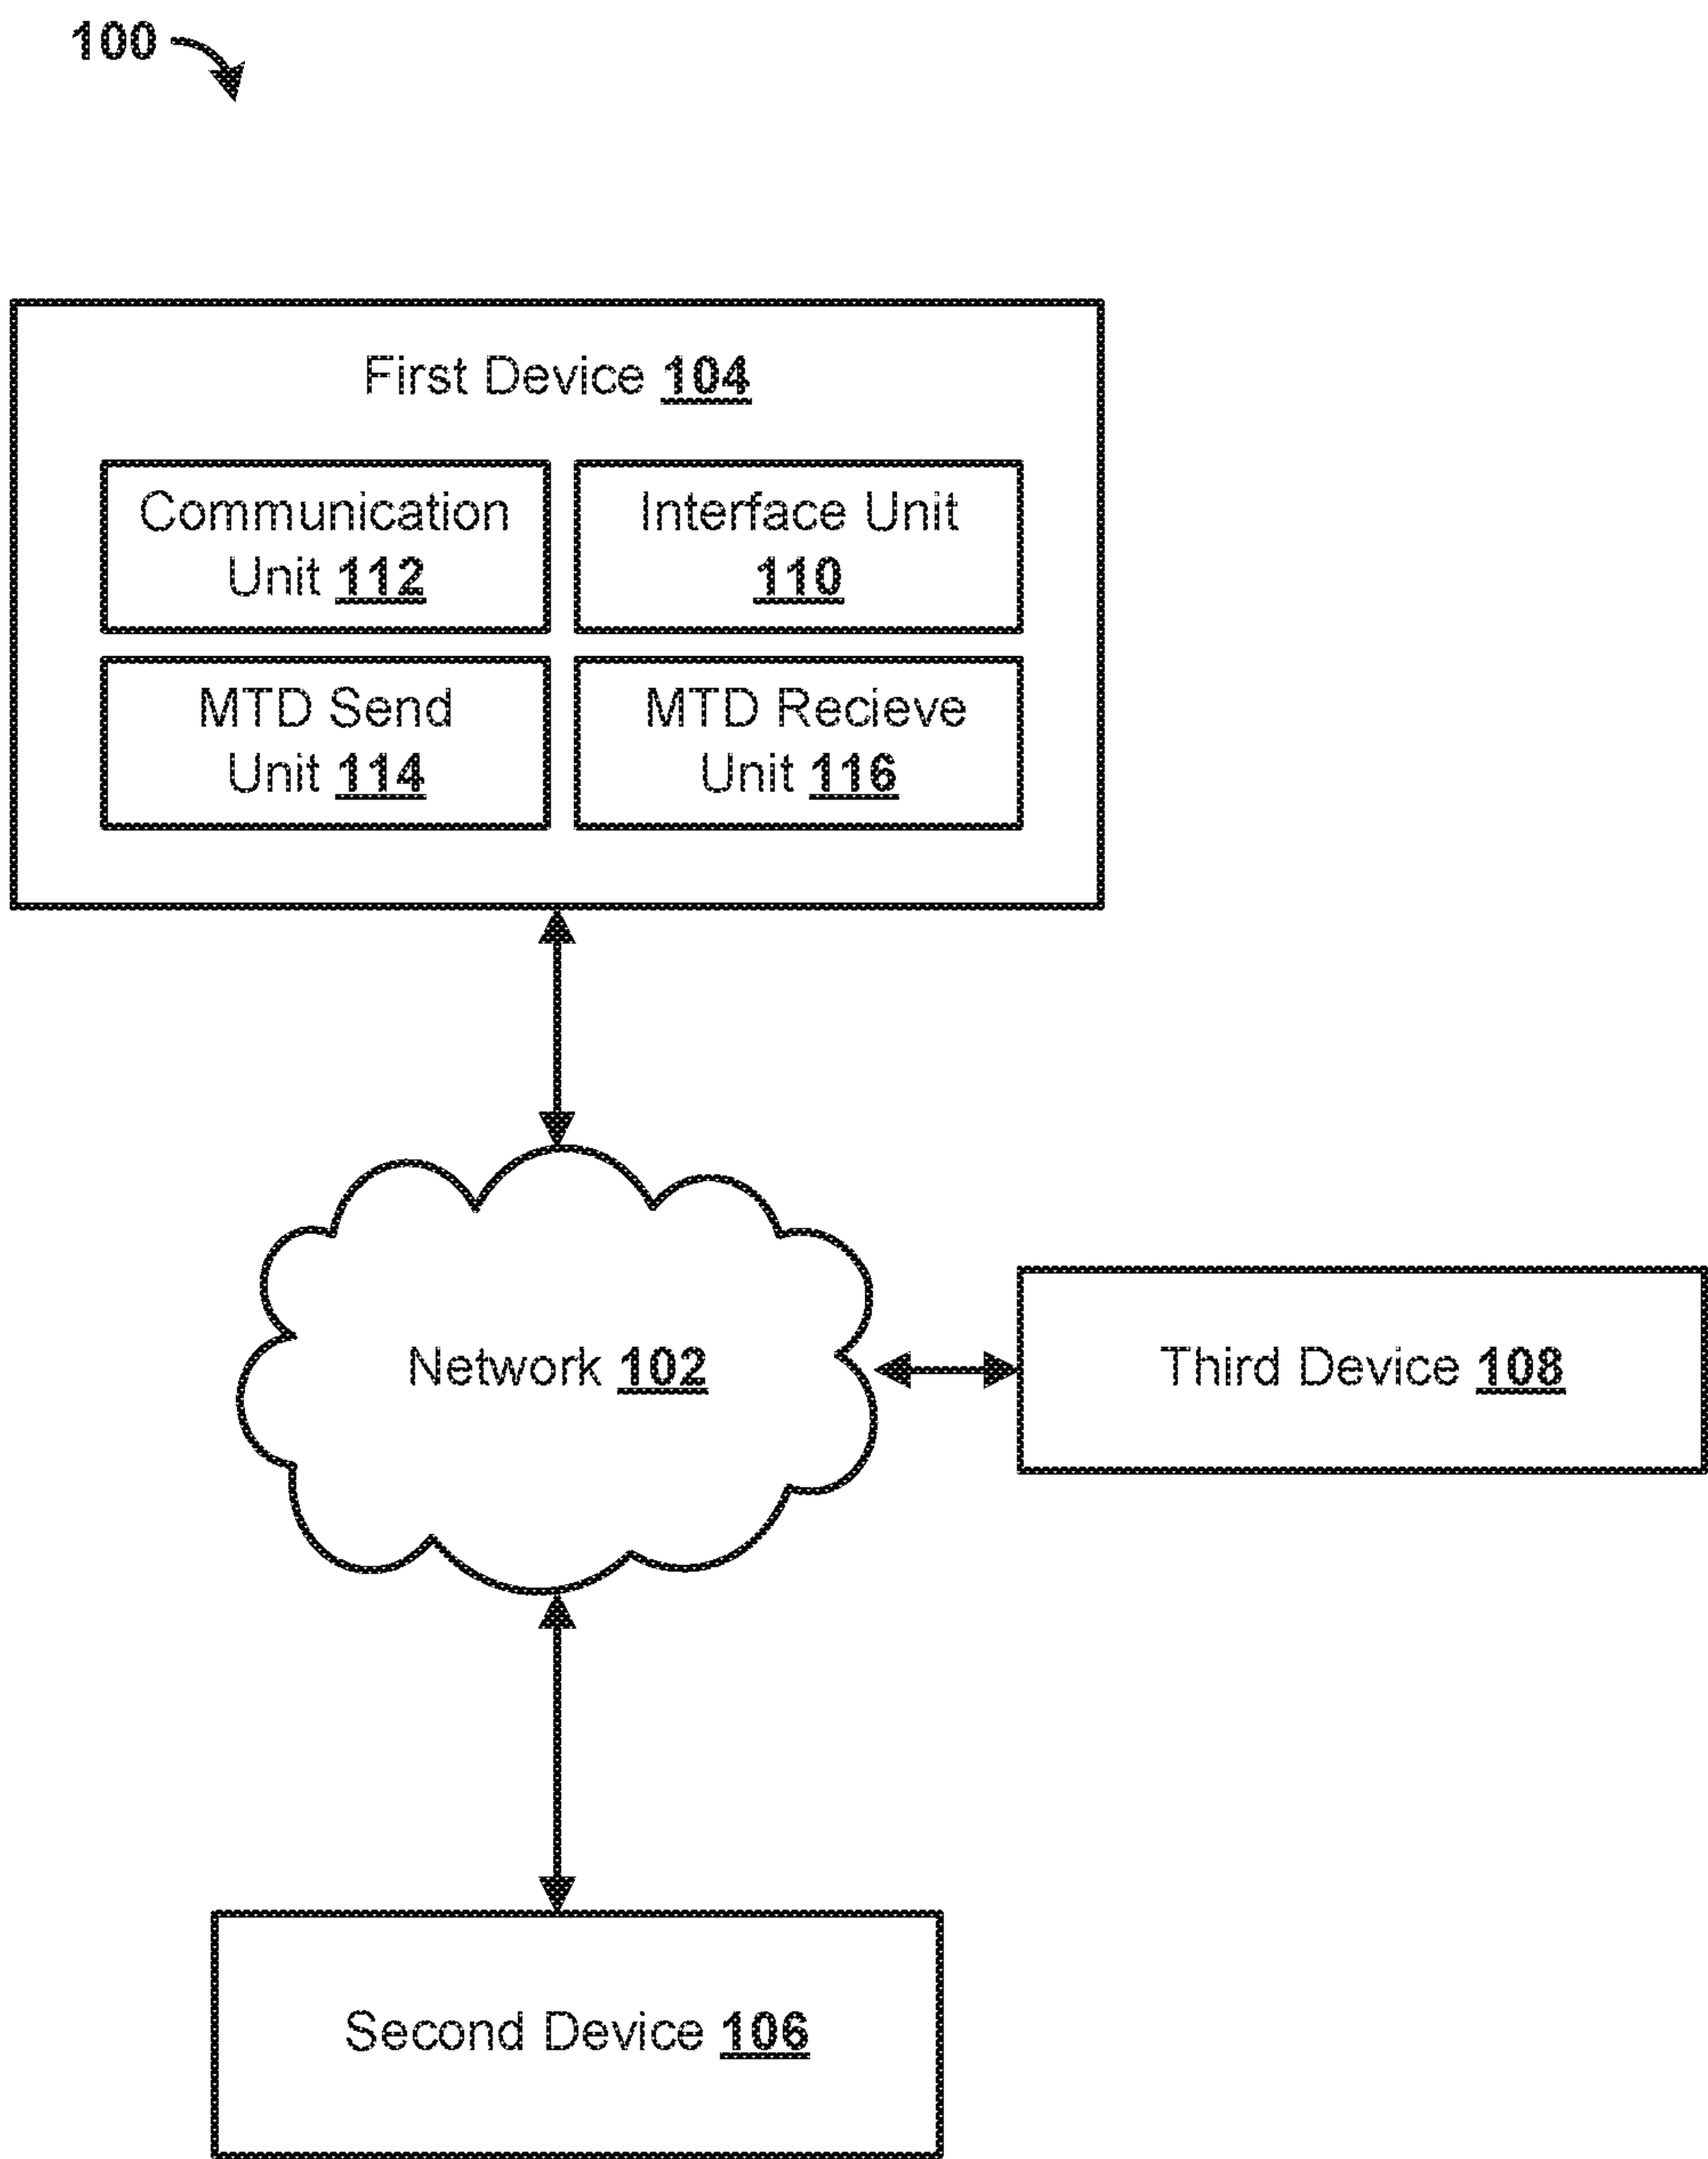 100
First Device 104
Communication
Unit 112
Interface Unit
110
MTD Send
Unit 114
MTD Recieve
Unit 116
Network 102
Third Device 108
Second Device 106